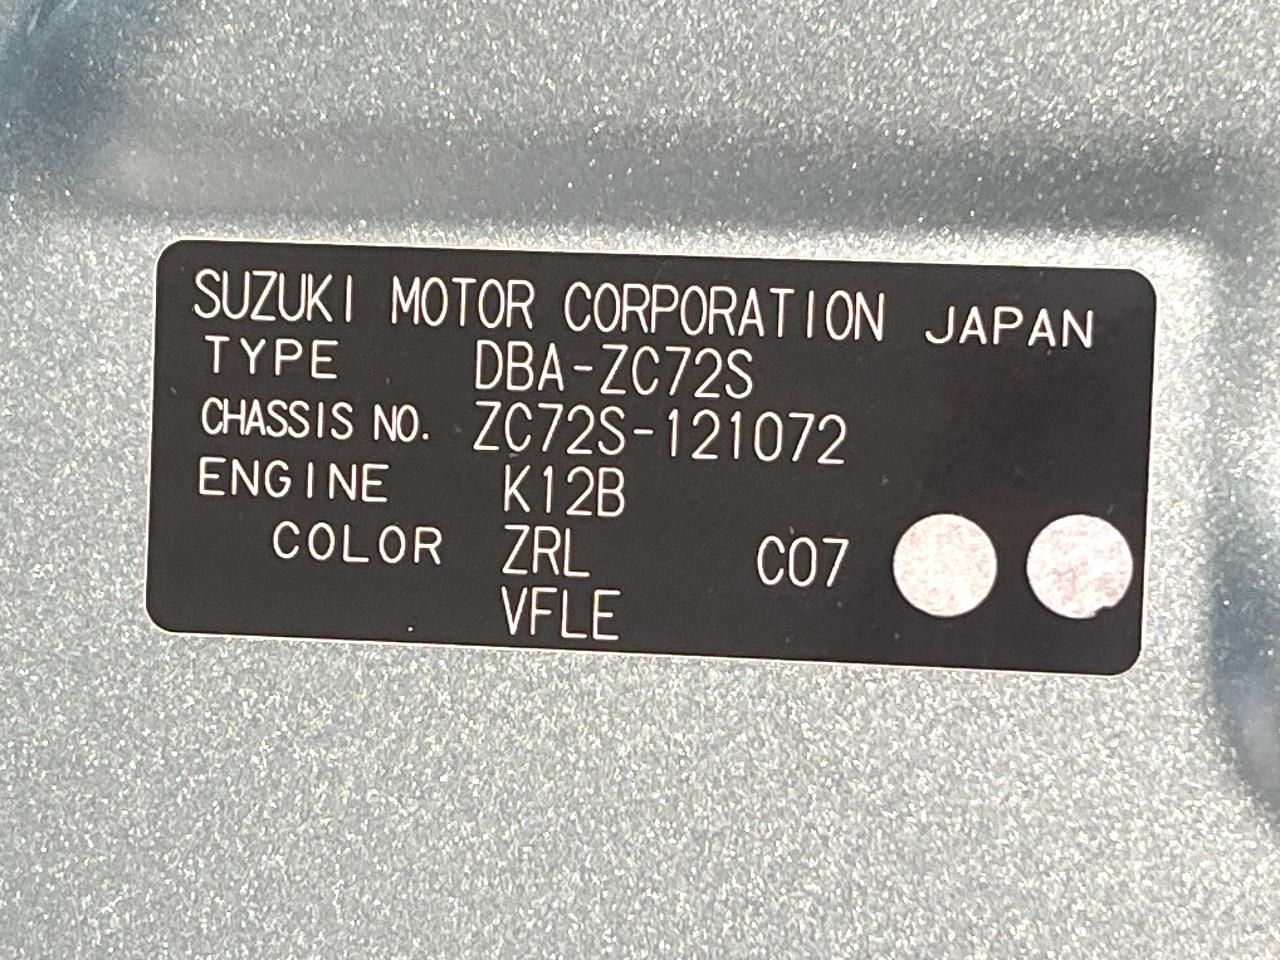 SUZUKI MOTOR CORPORATION JAPAN
TYPE DBA-ZC72S
CHASSIS NO. ZC72S-121072
ENGINE K12B
COLOR ZRL C07
VFLE